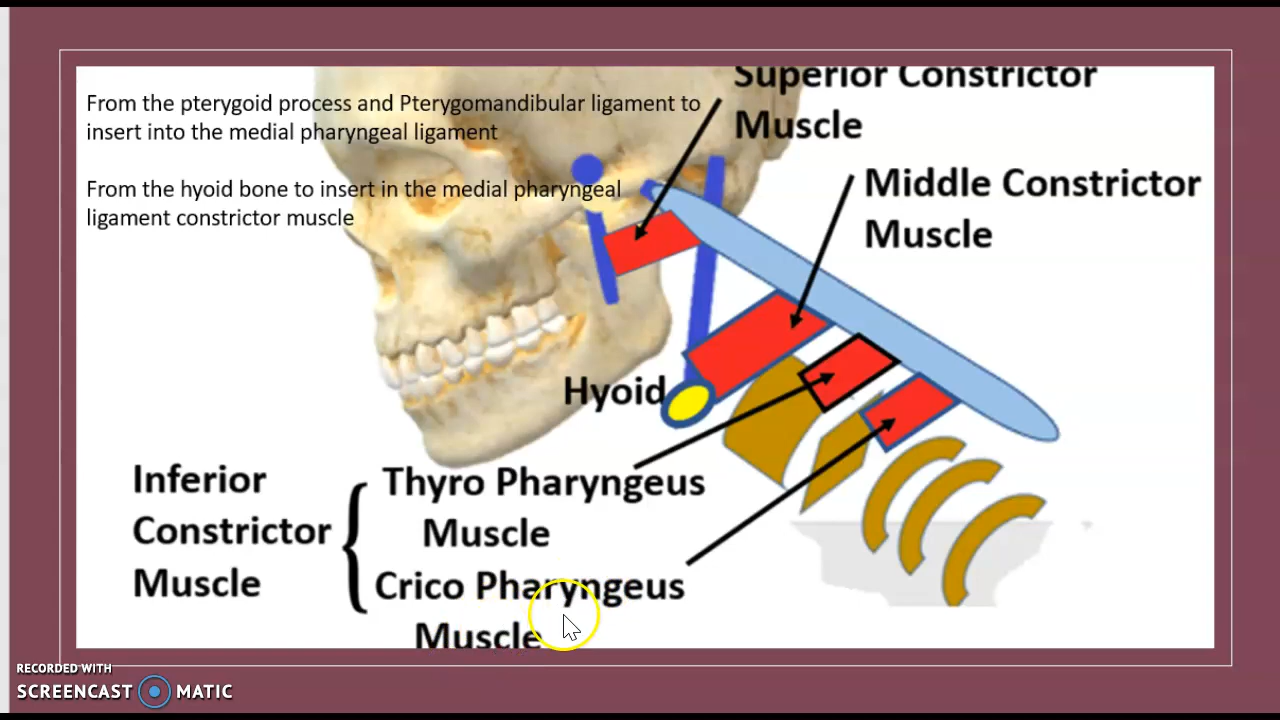 Superior Constrictor
Muscle
From the pterygoid process and Pterygomandibular ligament to
insert into the medial pharyngeal ligament
From the hyoid bone to insert in the medial pharyngeal
ligament constrictor muscle
Middle Constrictor
Muscle
Hyoid
Inferior
Constrictor
Muscle
Thyro Pharyngeus
Muscle
Crico Pharyngeus
Muscle
RECORDED WITH
SCREENCAST MATIC